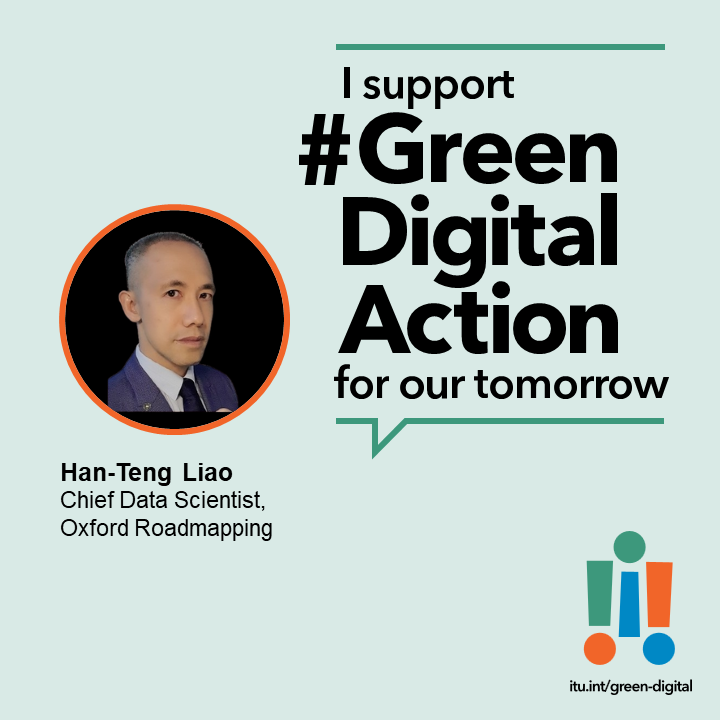 I support
#Green
Digital
Action
for our tomorrow
Han-Teng Liao
Chief Data Scientist,
Oxford Roadmapping
itu.int/green-digital